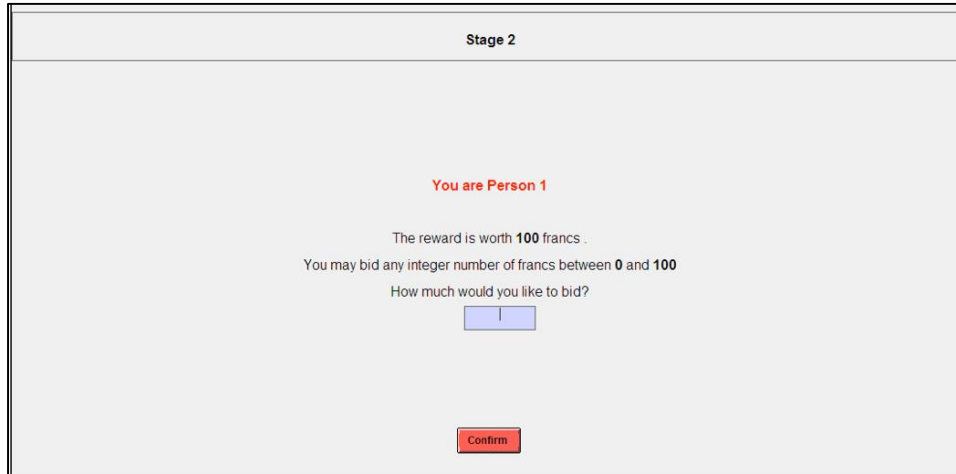 Stage 2
You are Person 1
The reward is worth 100 francs .
You may bid any integer number of francs between 0 and 100
How much would you like to bid?
Confirm